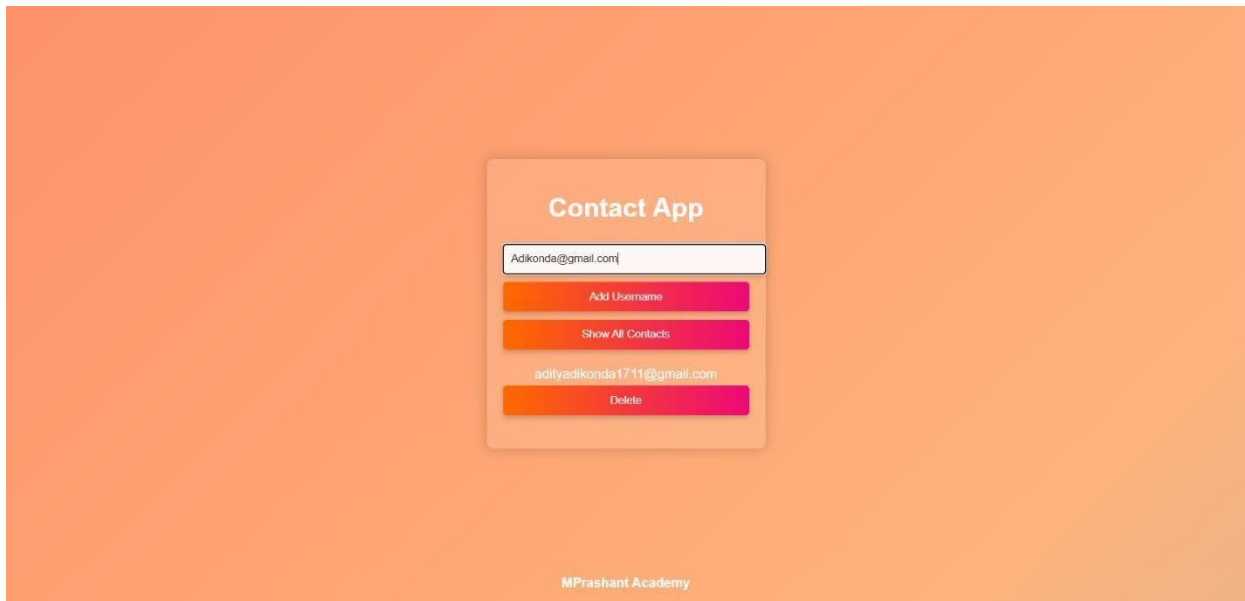 Contact App
Adikonda@gmail.com
Add Username
Show All Contacts
adityadikonda1711@gmail.com
Delete
MPrashant Academy